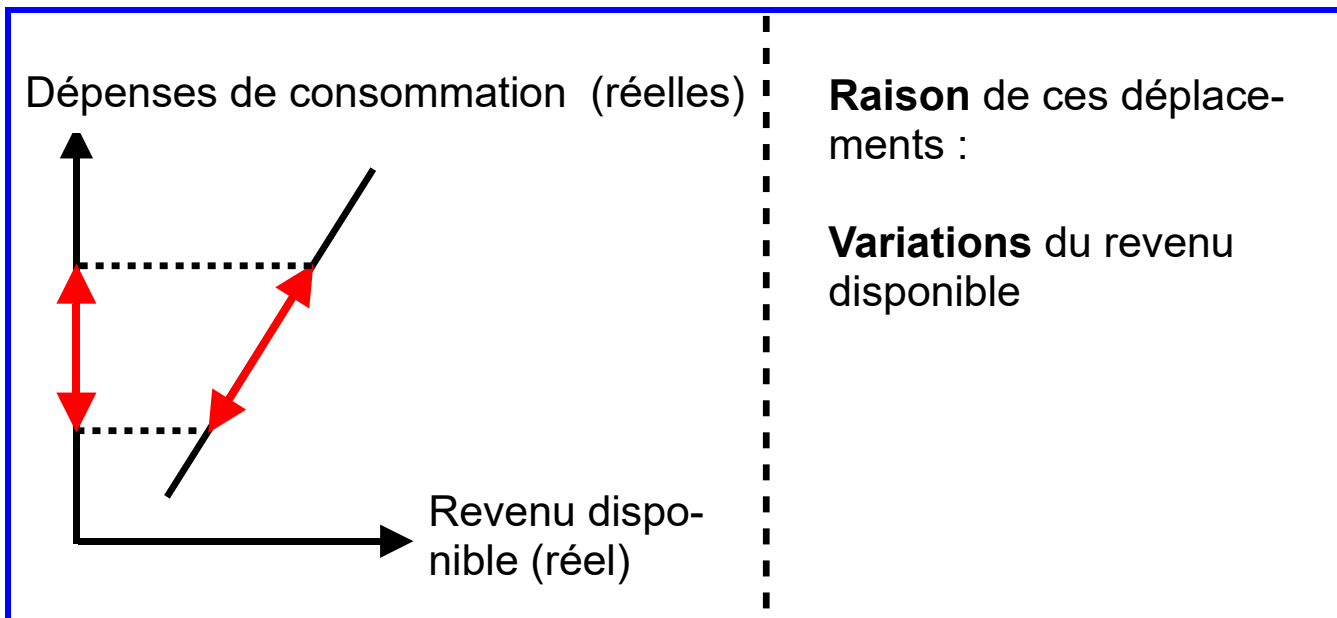 Dépenses de consommation (réelles)
Revenu dispo-
nible (réel)
Raison de ces déplace-
ments :
Variations du revenu
disponible